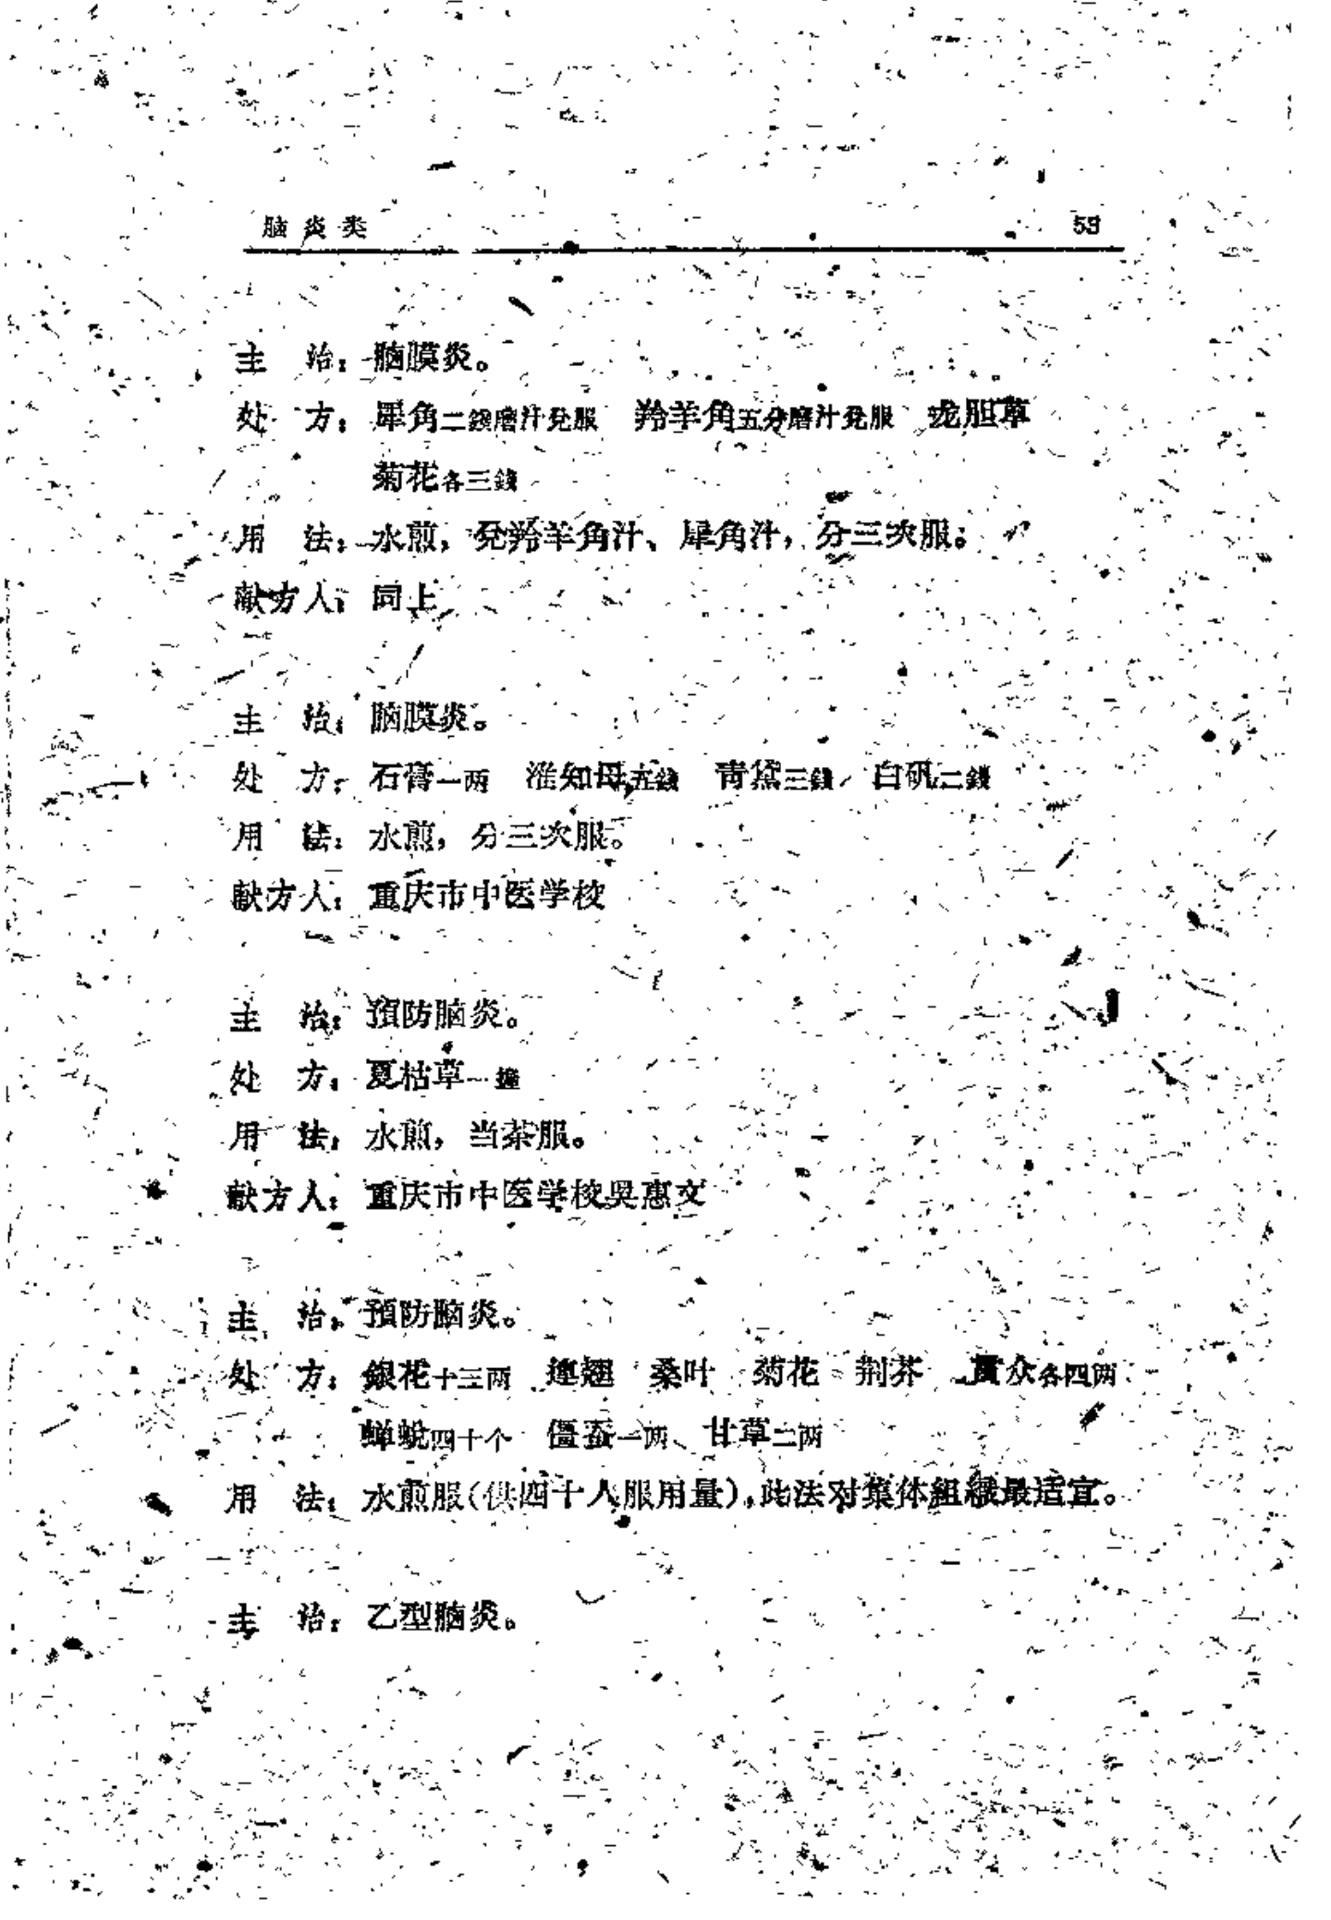 脑炎类 59
主 治：脑膜炎。
处 方：犀角二錢磨汁兑服 羚羊角五分磨汁兑服 龙胆草
菊花各三錢
用 法：水煎，兑羚羊角汁、犀角汁，分三次服。
献方人：同上
主 治：脑膜炎。
处 方：石膏一两 淮知母五錢 青黛三錢 白矾二錢
用 法：水煎，分三次服。
献方人：重庆市中医学校
主 治：預防脑炎。
处 方：夏枯草一握
用 法：水煎，当茶服。
献方人：重庆市中医学校吳惠文
主 治：預防脑炎。
处 方：銀花十三两 連翘 桑叶 菊花 荆芥 貫众各四两
蝉蛻四十个 僵蚕一两 甘草二两
用 法：水煎服（供四十人服用量），此法对集体組織最适宜。
主 治：乙型脑炎。